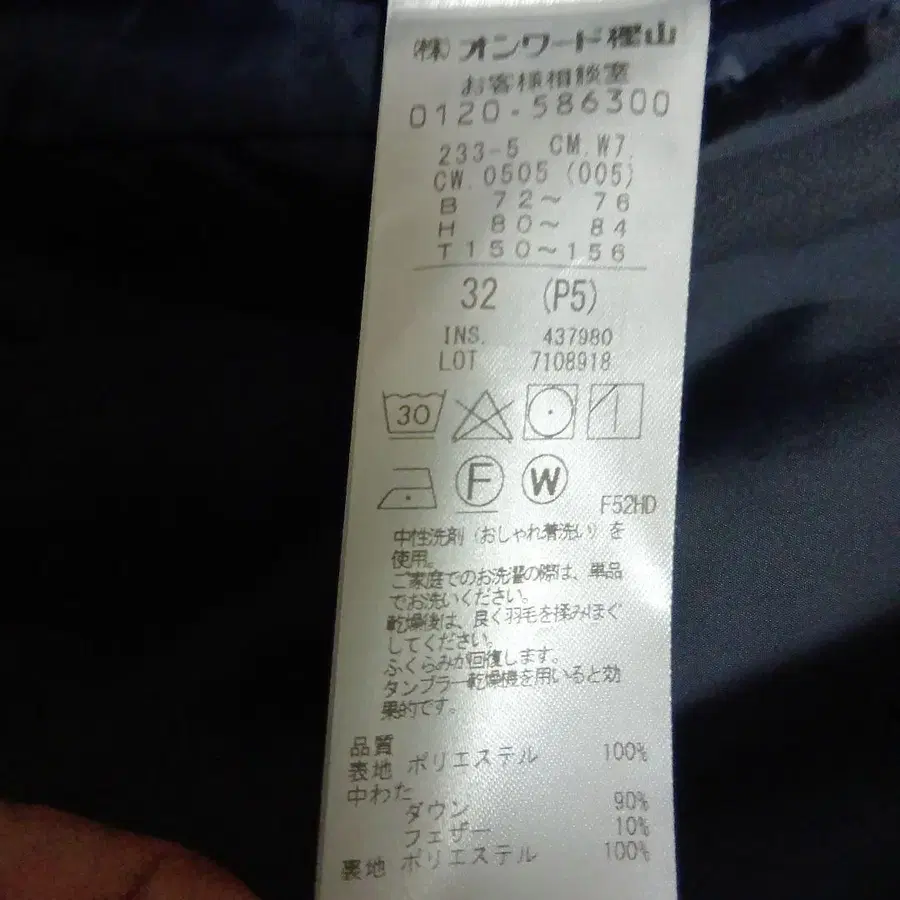 (株) オンワード樫山
お客様相談室
0120-586300
233-5 CM.W7.
CW.0505 (005)
B 72〜 76
H 80〜 84
T 150〜156
32 (P5)
INS. 437980
LOT 7108918
30
F W F52HD
中性洗剤（おしゃれ着洗い）を
使用。
ご家庭でのお洗濯の際は、単品
でお洗いください。
乾燥後は、良く羽毛を揉みほぐ
してください。
ふくらみが回復します。
タンブラー乾燥機を用いると効
果的です。
品質
表地 ポリエステル 100%
中わた
ダウン 90%
フェザー 10%
裏地 ポリエステル 100%